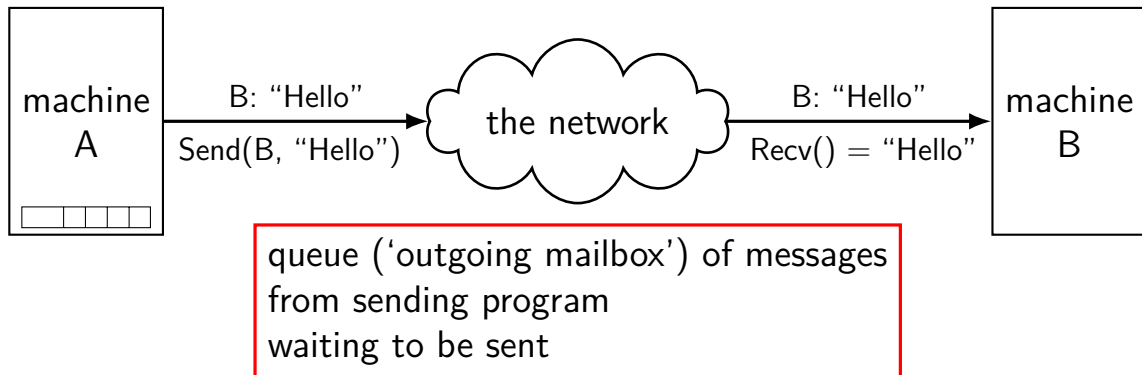 machine
A
B: “Hello”
Send(B, “Hello”)
the network
B: “Hello”
Recv() = “Hello”
machine
B
queue (‘outgoing mailbox’) of messages
from sending program
waiting to be sent